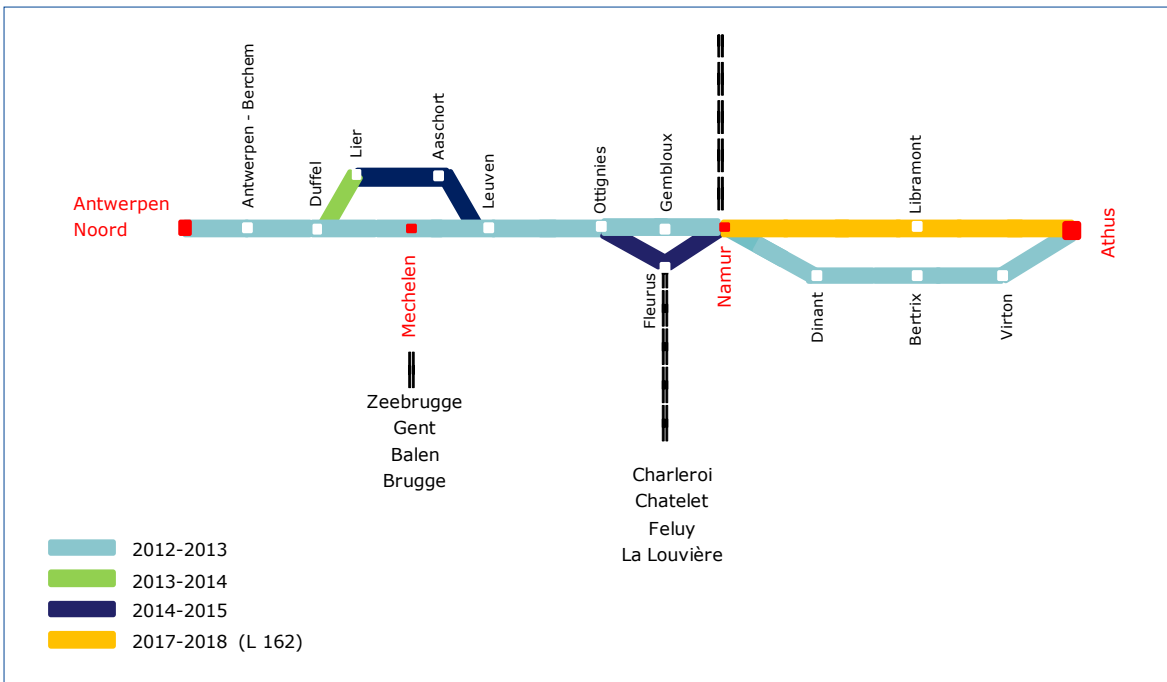 Antwerpen - Berchem
Lier
Aaschort
Duffel
Leuven
Ottignies
Gembloux
Libramont
Antwerpen
Noord
Athus
Mechelen
Fleurus
Namur
Dinant
Bertrix
Virton
Zeebrugge
Gent
Balen
Brugge
Charleroi
Chatelet
Feluy
La Louvière
2012-2013
2013-2014
2014-2015
2017-2018 (L 162)